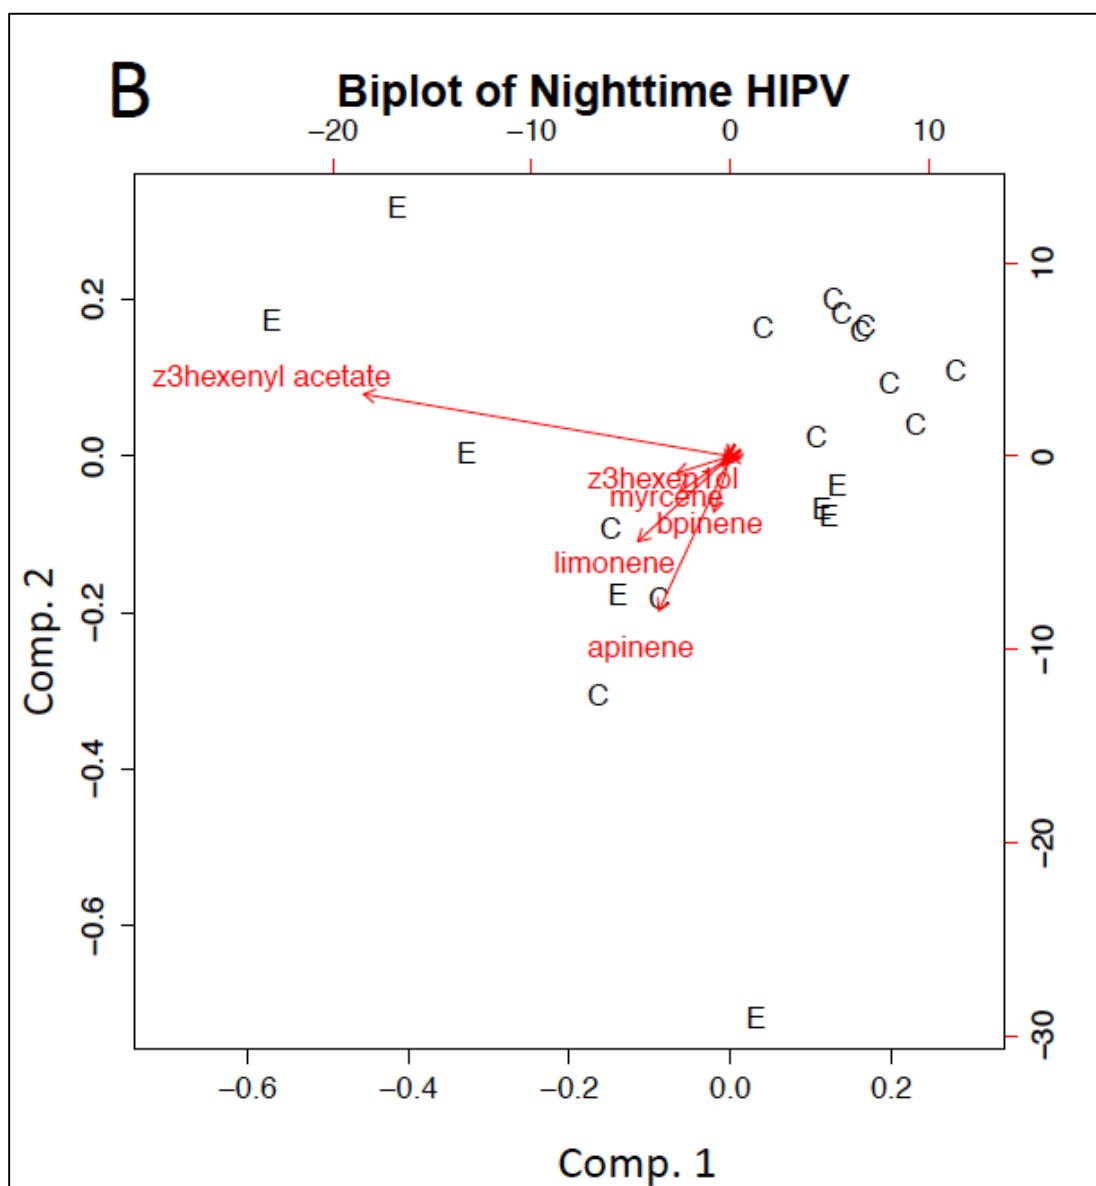 B
Biplot of Nighttime HIPV
−20 −10 0 10
E
E
z3hexenyl acetate
E
C C C C C C C C C
E E E
z3hexen1ol
myrcene
bpinene
C
limonene
E C
apinene
C
E
0.2
0.0
−0.2
−0.4
−0.6
10
0
−10
−20
−30
Comp. 2
−0.6 −0.4 −0.2 0.0 0.2
Comp. 1